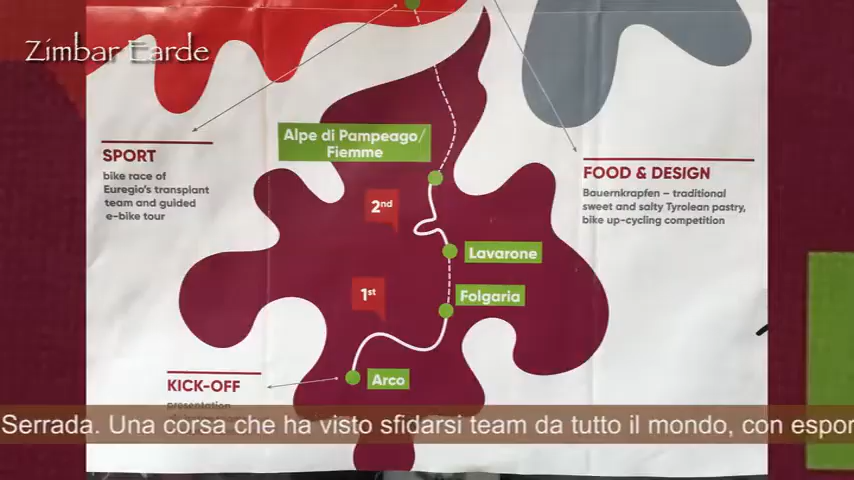 Zimbar Earde
Alpe di Pampeago/
Fiemme
SPORT
bike race of
Euregio's transplant
team and guided
e-bike tour
FOOD & DESIGN
Bauernkrapfen – traditional
sweet and salty Tyrolean pastry,
bike up-cycling competition
2nd
Lavarone
1st
Folgaria
KICK-OFF
Arco
presentation
Serrada. Una corsa che ha visto sfidarsi team da tutto il mondo, con espor